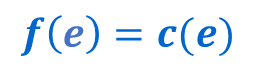 f(e) = c(e)